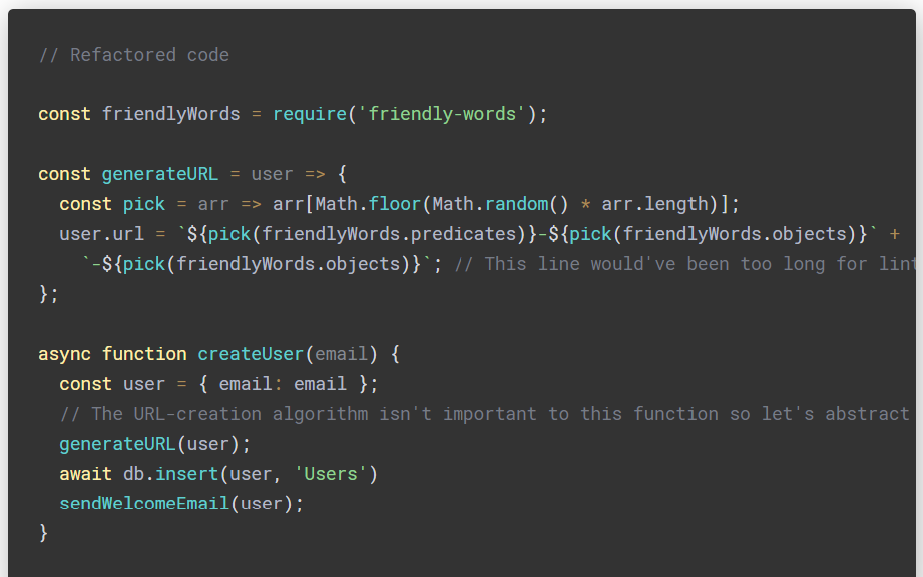 // Refactored code
const friendlyWords = require('friendly-words');
const generateURL = user => {
const pick = arr => arr[Math.floor(Math.random() * arr.length)];
user.url = `${pick(friendlyWords.predicates)}-${pick(friendlyWords.objects)}` +
`-${pick(friendlyWords.objects)}`; // This line would've been too long for lint
};
async function createUser(email) {
const user = { email: email };
// The URL-creation algorithm isn't important to this function so let's abstract
generateURL(user);
await db.insert(user, 'Users')
sendWelcomeEmail(user);
}